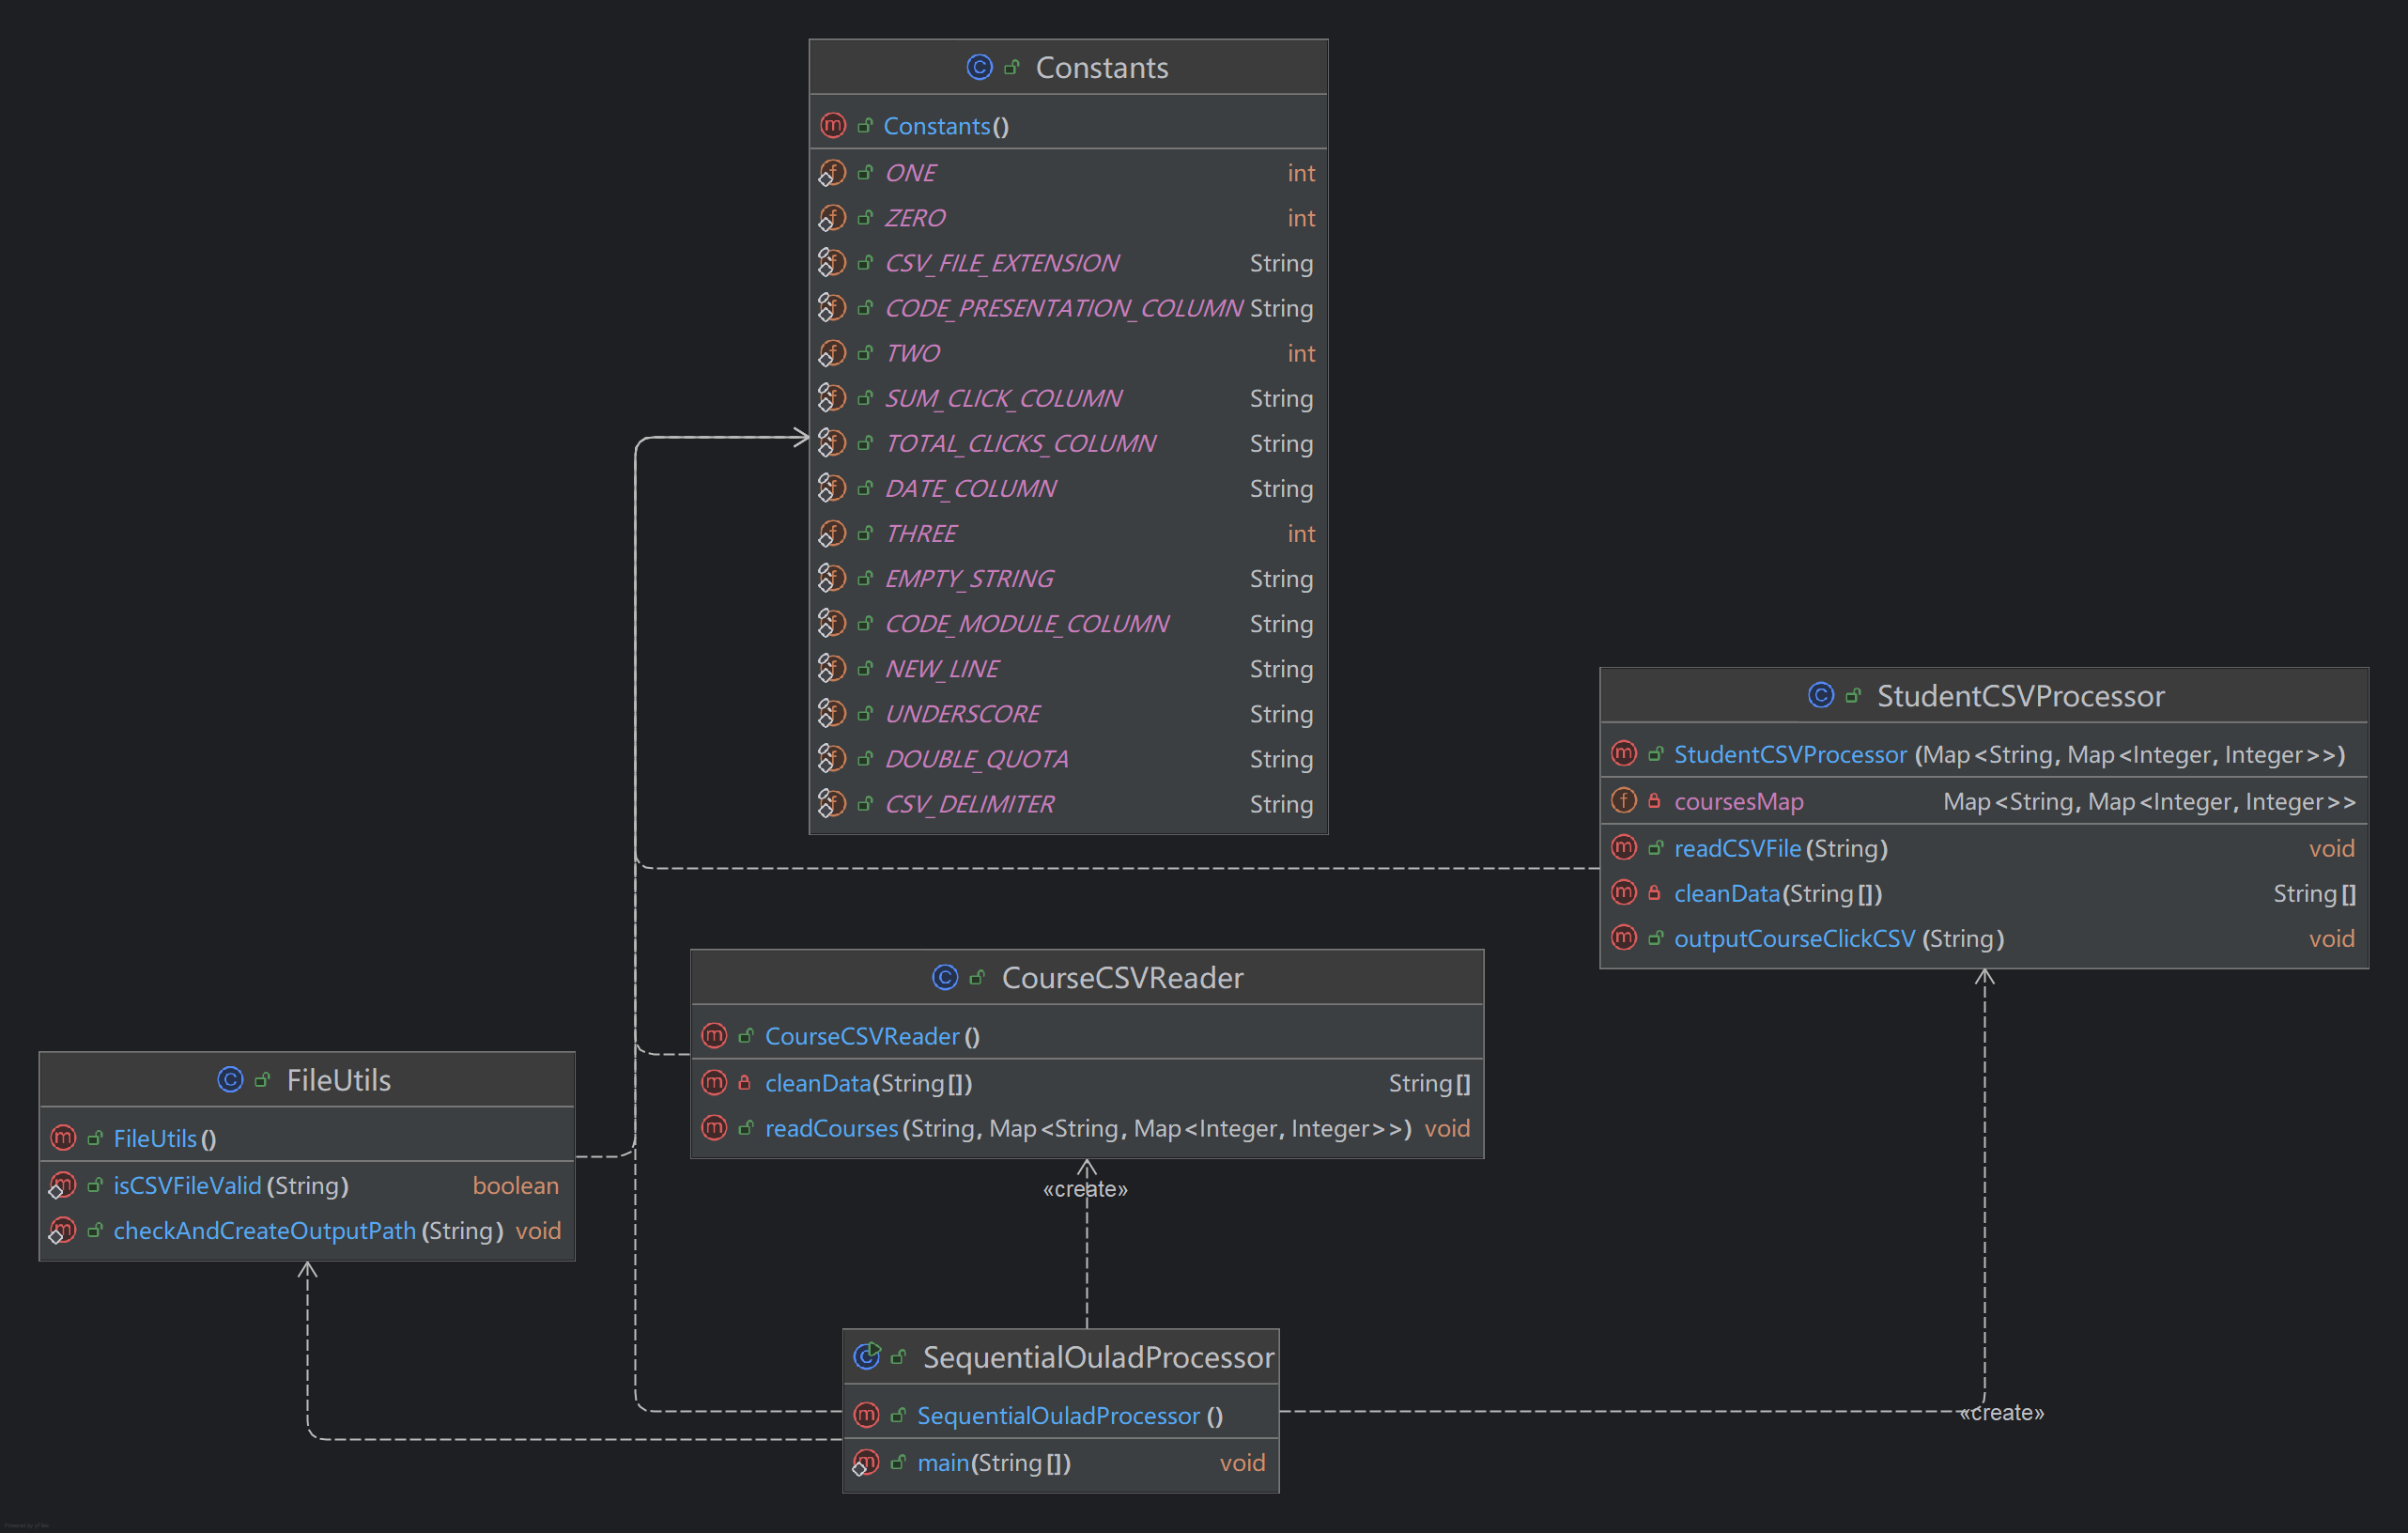 Constants
Constants()
ONE int
ZERO int
CSV_FILE_EXTENSION String
CODE_PRESENTATION_COLUMN String
TWO int
SUM_CLICK_COLUMN String
TOTAL_CLICKS_COLUMN String
DATE_COLUMN String
THREE int
EMPTY_STRING String
CODE_MODULE_COLUMN String
NEW_LINE String
UNDERSCORE String
DOUBLE_QUOTA String
CSV_DELIMITER String
StudentCSVProcessor
StudentCSVProcessor(Map<String, Map<Integer, Integer>>)
coursesMap Map<String, Map<Integer, Integer>>
readCSVFile(String) void
cleanData(String[]) String[]
outputCourseClickCSV(String) void
CourseCSVReader
CourseCSVReader()
cleanData(String[]) String[]
readCourses(String, Map<String, Map<Integer, Integer>>) void
FileUtils
FileUtils()
isCSVFileValid(String) boolean
checkAndCreateOutputPath(String) void
«create»
SequentialOuladProcessor
SequentialOuladProcessor()
main(String[]) void
«create»